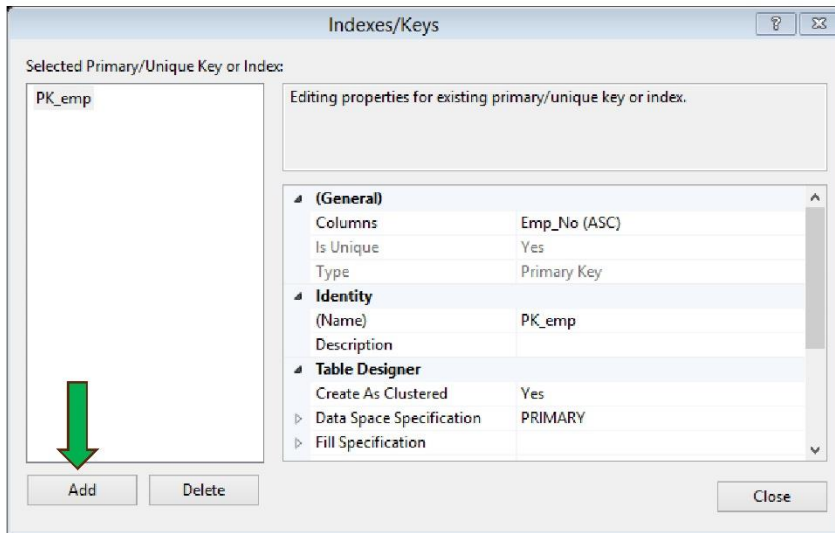 Indexes/Keys
Selected Primary/Unique Key or Index:
PK_emp
Editing properties for existing primary/unique key or index.
(General)
Columns Emp_No (ASC)
Is Unique Yes
Type Primary Key
Identity
(Name) PK_emp
Description
Table Designer
Create As Clustered Yes
Data Space Specification PRIMARY
Fill Specification
Add Delete Close